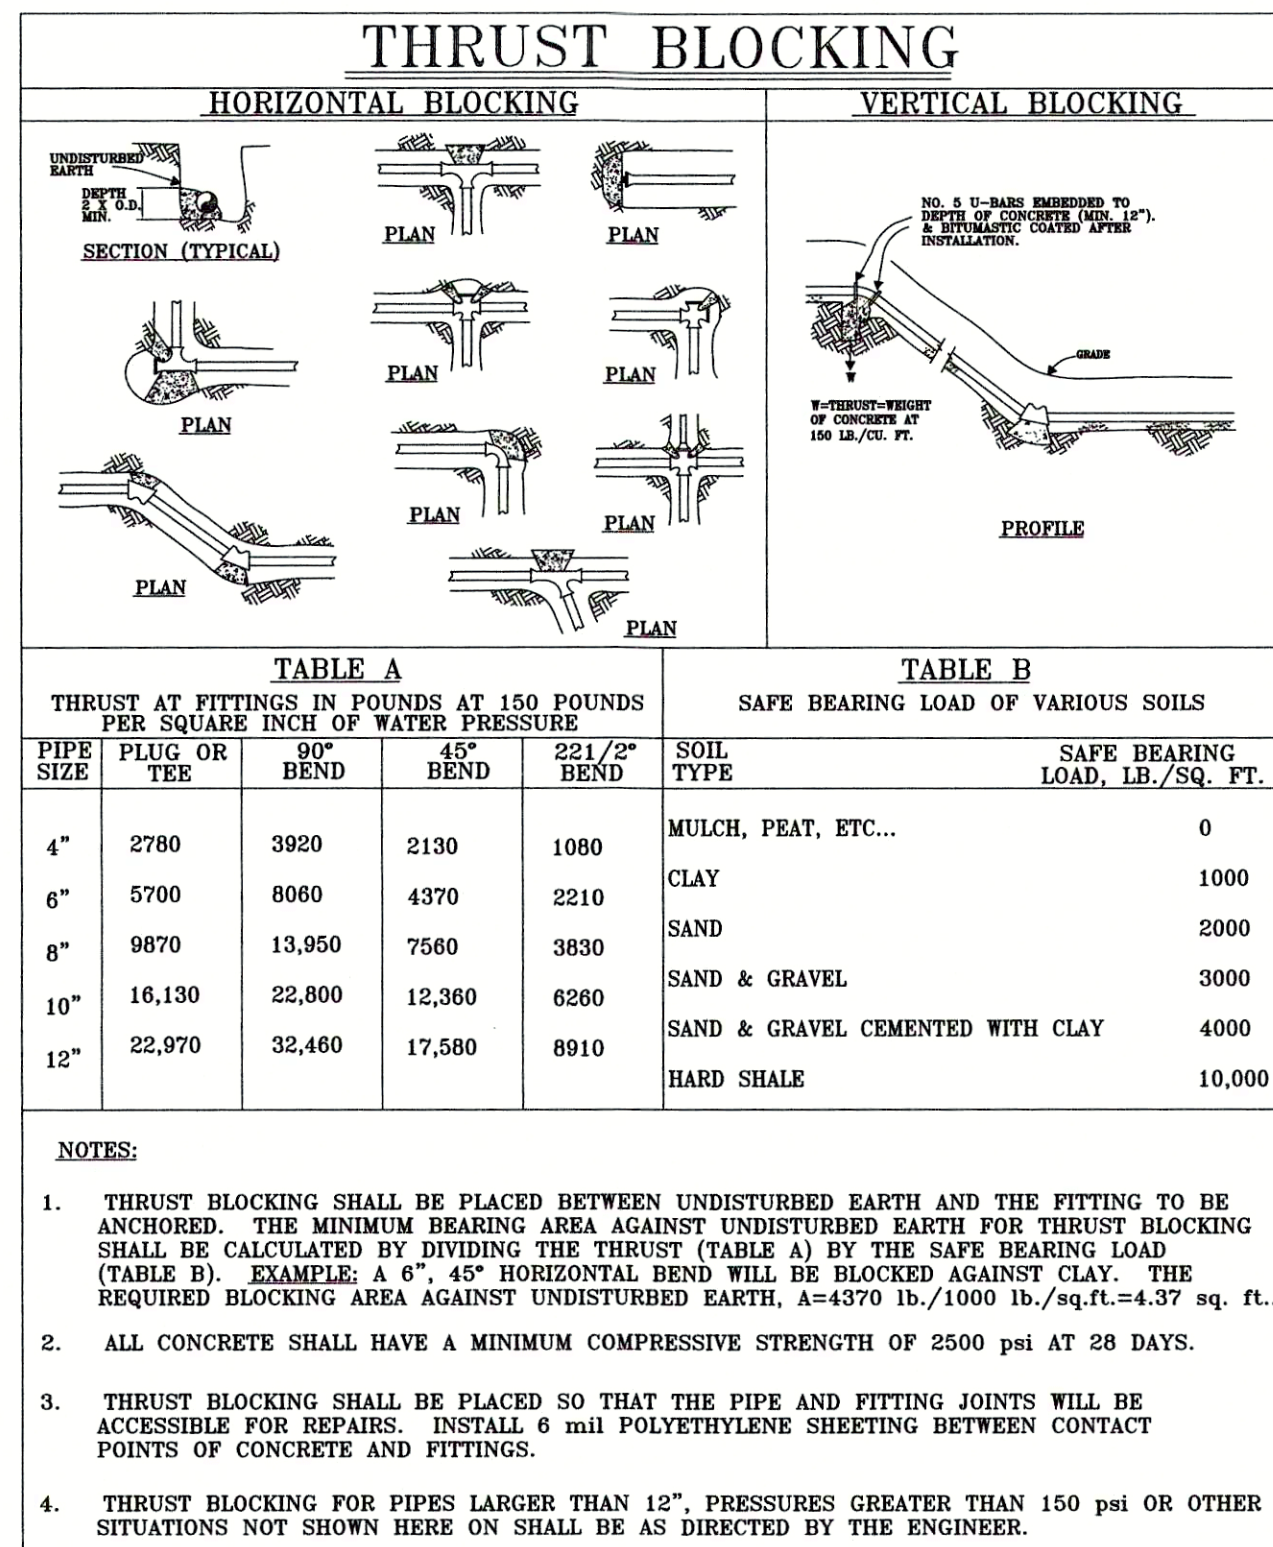 THRUST BLOCKING
HORIZONTAL BLOCKING
VERTICAL BLOCKING
UNDISTURBED
EARTH
DEPTH
2 X O.D.
MIN.
SECTION (TYPICAL)
PLAN
PLAN
PLAN
PLAN
PLAN
PLAN
PLAN
PLAN
PLAN
NO. 5 U-BARS EMBEDDED TO
DEPTH OF CONCRETE (MIN. 12").
& BITUMASTIC COATED AFTER
INSTALLATION.
GRADE
W
W=THRUST=WEIGHT
OF CONCRETE AT
150 LB./CU. FT.
PROFILE
TABLE A
THRUST AT FITTINGS IN POUNDS AT 150 POUNDS
PER SQUARE INCH OF WATER PRESSURE
PIPE SIZE PLUG OR TEE 90° BEND 45° BEND 221/2° BEND
4" 2780 3920 2130 1080
6" 5700 8060 4370 2210
8" 9870 13,950 7560 3830
10" 16,130 22,800 12,360 6260
12" 22,970 32,460 17,580 8910
TABLE B
SAFE BEARING LOAD OF VARIOUS SOILS
SOIL TYPE SAFE BEARING LOAD, LB./SQ. FT.
MULCH, PEAT, ETC... 0
CLAY 1000
SAND 2000
SAND & GRAVEL 3000
SAND & GRAVEL CEMENTED WITH CLAY 4000
HARD SHALE 10,000
NOTES:
1. THRUST BLOCKING SHALL BE PLACED BETWEEN UNDISTURBED EARTH AND THE FITTING TO BE
ANCHORED. THE MINIMUM BEARING AREA AGAINST UNDISTURBED EARTH FOR THRUST BLOCKING
SHALL BE CALCULATED BY DIVIDING THE THRUST (TABLE A) BY THE SAFE BEARING LOAD
(TABLE B). EXAMPLE: A 6", 45° HORIZONTAL BEND WILL BE BLOCKED AGAINST CLAY. THE
REQUIRED BLOCKING AREA AGAINST UNDISTURBED EARTH, A=4370 lb./1000 lb./sq.ft.=4.37 sq. ft..
2. ALL CONCRETE SHALL HAVE A MINIMUM COMPRESSIVE STRENGTH OF 2500 psi AT 28 DAYS.
3. THRUST BLOCKING SHALL BE PLACED SO THAT THE PIPE AND FITTING JOINTS WILL BE
ACCESSIBLE FOR REPAIRS. INSTALL 6 mil POLYETHYLENE SHEETING BETWEEN CONTACT
POINTS OF CONCRETE AND FITTINGS.
4. THRUST BLOCKING FOR PIPES LARGER THAN 12", PRESSURES GREATER THAN 150 psi OR OTHER
SITUATIONS NOT SHOWN HERE ON SHALL BE AS DIRECTED BY THE ENGINEER.